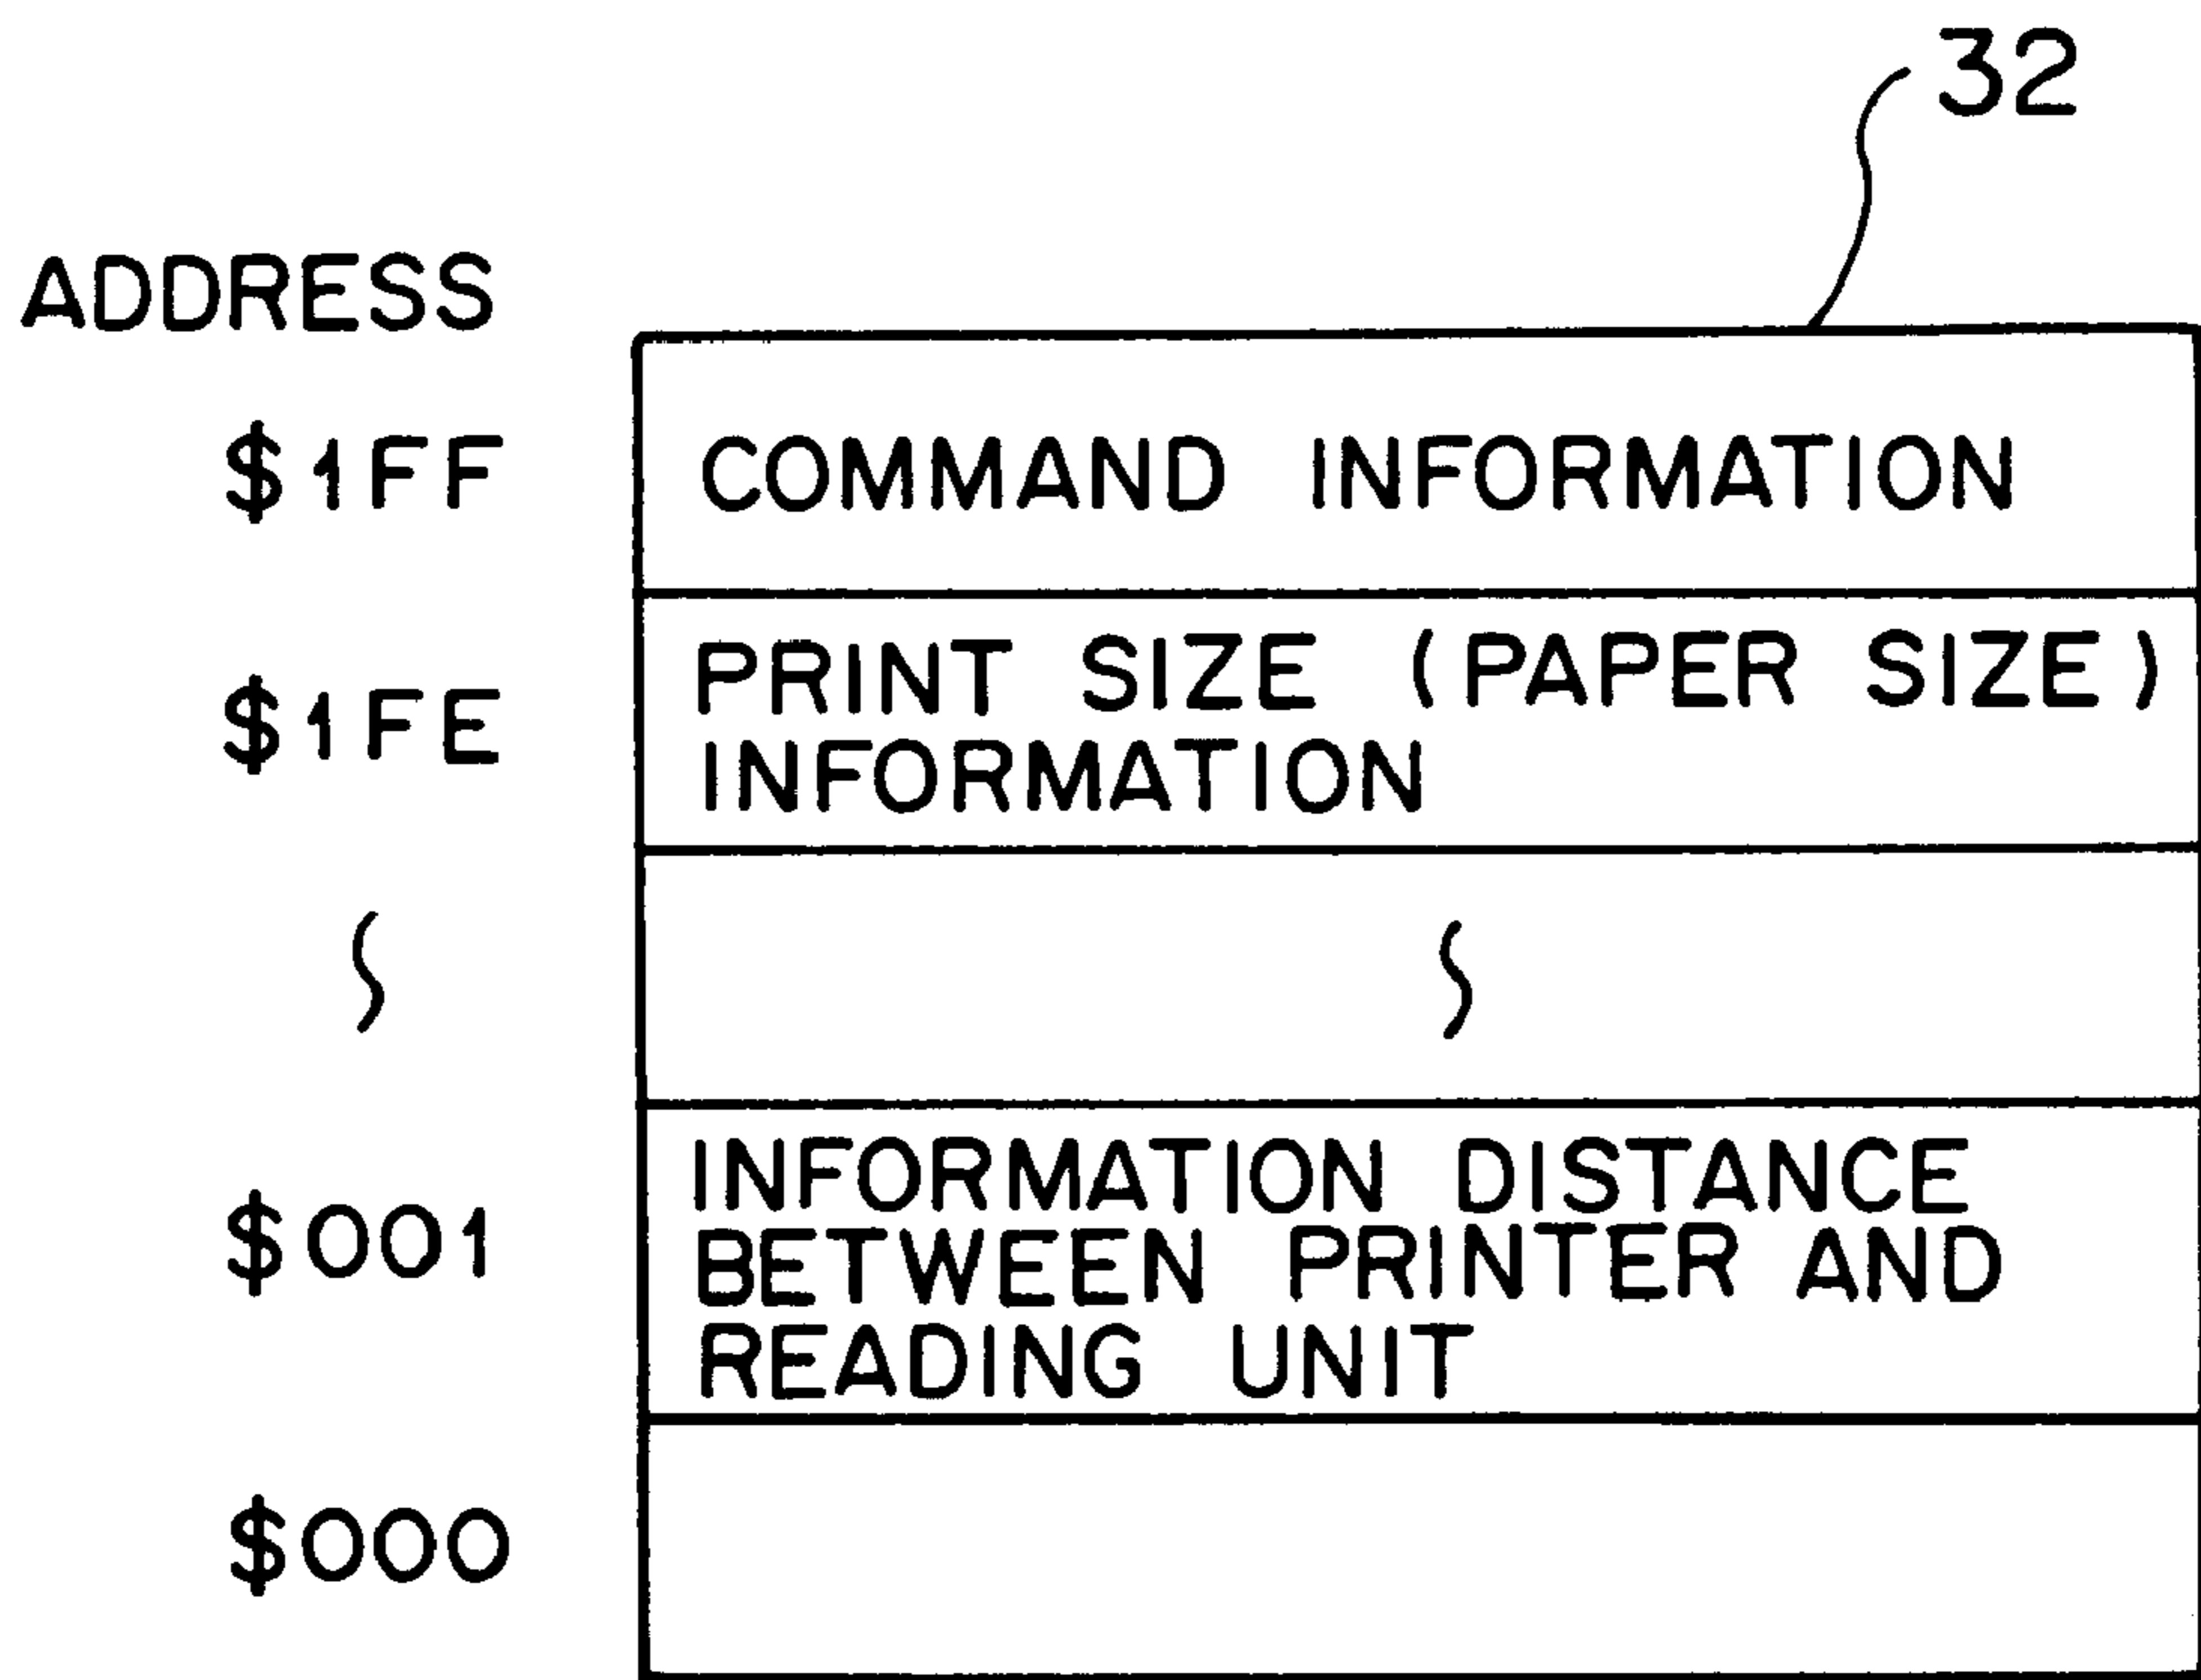 32
ADDRESS
$1FF
COMMAND INFORMATION
$1FE
PRINT SIZE (PAPER SIZE)
INFORMATION
$001
INFORMATION DISTANCE
BETWEEN PRINTER AND
READING UNIT
$000